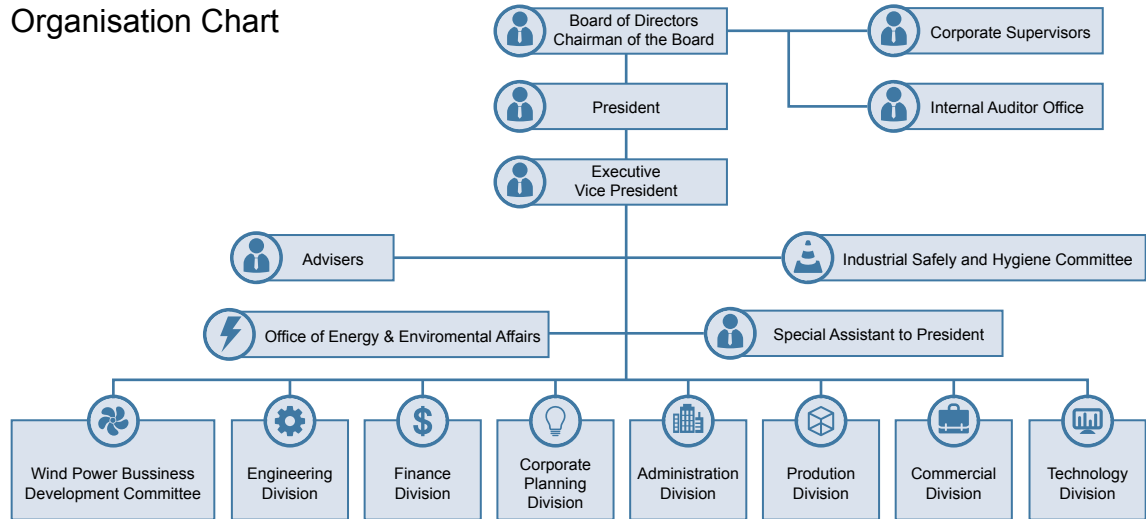 Organisation Chart
Board of Directors
Chairman of the Board
Corporate Supervisors
President
Internal Auditor Office
Executive
Vice President
Advisers
Industrial Safely and Hygiene Committee
Office of Energy & Enviromental Affairs
Special Assistant to President
$
Wind Power Bussiness
Development Committee
Engineering
Division
Finance
Division
Corporate
Planning
Division
Administration
Division
Prodution
Division
Commercial
Division
Technology
Division